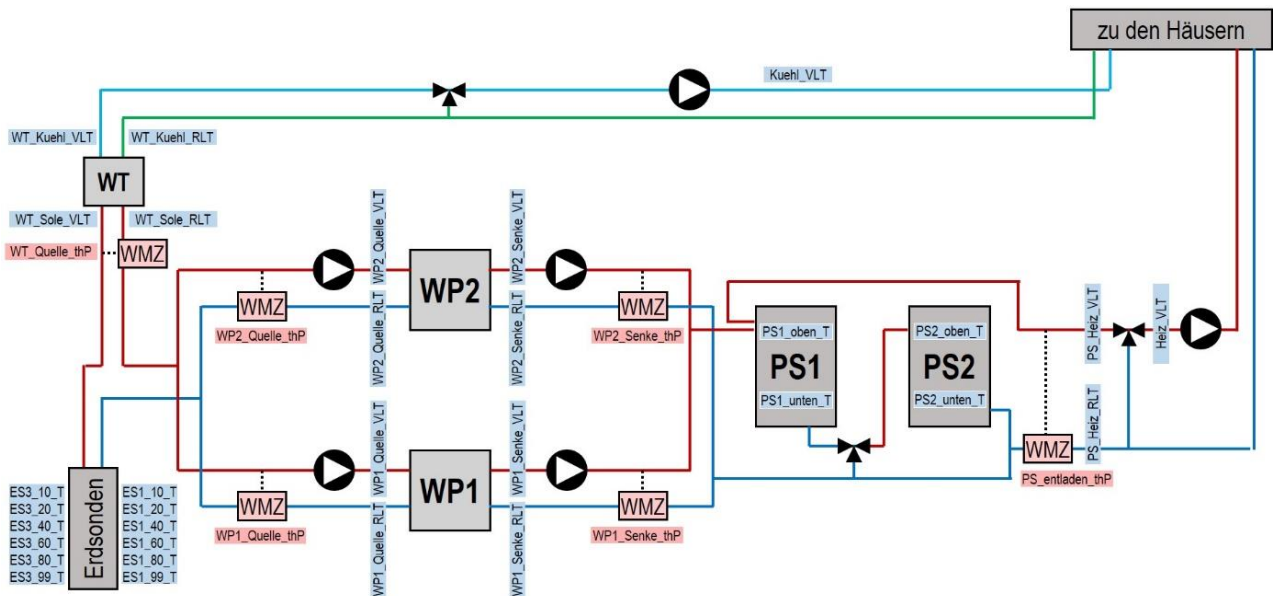 zu den Häusern
Kuehl_VLT
WT_Kuehl_VLT
WT_Kuehl_RLT
WT
WT_Sole_VLT
WT_Sole_RLT
WT_Quelle_thP
WMZ
WP2_Quelle_VLT
WP2_Senke_VLT
WP2
WMZ
WP2_Quelle_thP
WP2_Quelle_RLT
WP2_Senke_RLT
WMZ
WP2_Senke_thP
PS1_oben_T
PS1
PS1_unten_T
PS2_oben_T
PS2
PS2_unten_T
PS_Heiz_VLT
Heiz_VLT
PS_Heiz_RLT
WMZ
PS_entladen_thP
WP1_Quelle_VLT
WP1_Senke_VLT
WP1
WMZ
WP1_Quelle_thP
WP1_Quelle_RLT
WP1_Senke_RLT
WMZ
WP1_Senke_thP
Erdsonden
ES3_10_T
ES3_20_T
ES3_40_T
ES3_60_T
ES3_80_T
ES3_99_T
ES1_10_T
ES1_20_T
ES1_40_T
ES1_60_T
ES1_80_T
ES1_99_T